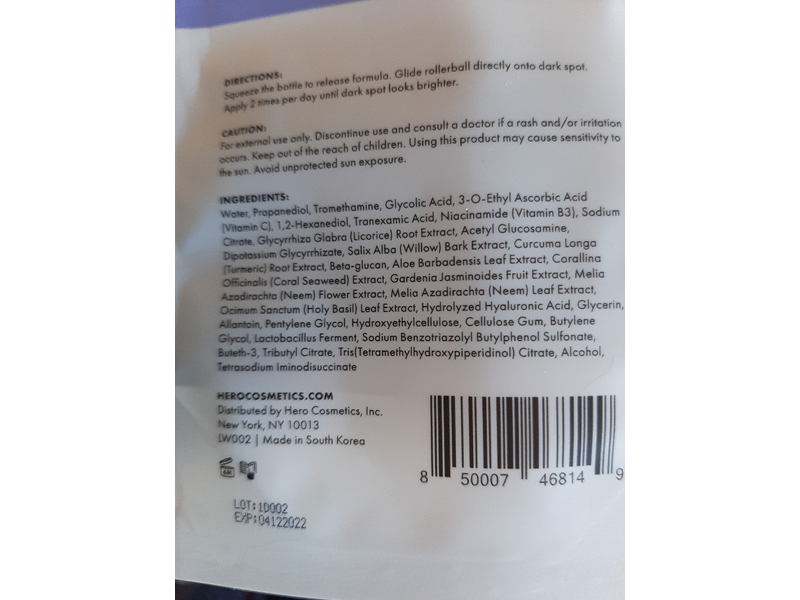 DIRECTIONS:
Squeeze the bottle to release formula. Glide rollerball directly onto dark spot.
Apply 2 times per day until dark spot looks brighter.
CAUTION:
For external use only. Discontinue use and consult a doctor if a rash and/or irritation
occurs. Keep out of the reach of children. Using this product may cause sensitivity to
the sun. Avoid unprotected sun exposure.
INGREDIENTS:
Water, Propanediol, Tromethamine, Glycolic Acid, 3-O-Ethyl Ascorbic Acid
(Vitamin C), 1,2-Hexanediol, Tranexamic Acid, Niacinamide (Vitamin B3), Sodium
Citrate, Glycyrrhiza Glabra (Licorice) Root Extract, Acetyl Glucosamine,
Dipotassium Glycyrrhizate, Salix Alba (Willow) Bark Extract, Curcuma Longa
(Turmeric) Root Extract, Beta-glucan, Aloe Barbadensis Leaf Extract, Corallina
Officinalis (Coral Seaweed) Extract, Gardenia Jasminoides Fruit Extract, Melia
Azadirachta (Neem) Flower Extract, Melia Azadirachta (Neem) Leaf Extract,
Ocimum Sanctum (Holy Basil) Leaf Extract, Hydrolyzed Hyaluronic Acid, Glycerin,
Allantoin, Pentylene Glycol, Hydroxyethylcellulose, Cellulose Gum, Butylene
Glycol, Lactobacillus Ferment, Sodium Benzotriazolyl Butylphenol Sulfonate,
Buteth-3, Tributyl Citrate, Tris(Tetramethylhydroxypiperidinol) Citrate, Alcohol,
Tetrasodium Iminodisuccinate
HEROCOSMETICS.COM
Distributed by Hero Cosmetics, Inc.
New York, NY 10013
LW002 | Made in South Korea
6M
8 50007 46814 9
LOT:1D002
EXP:04122022